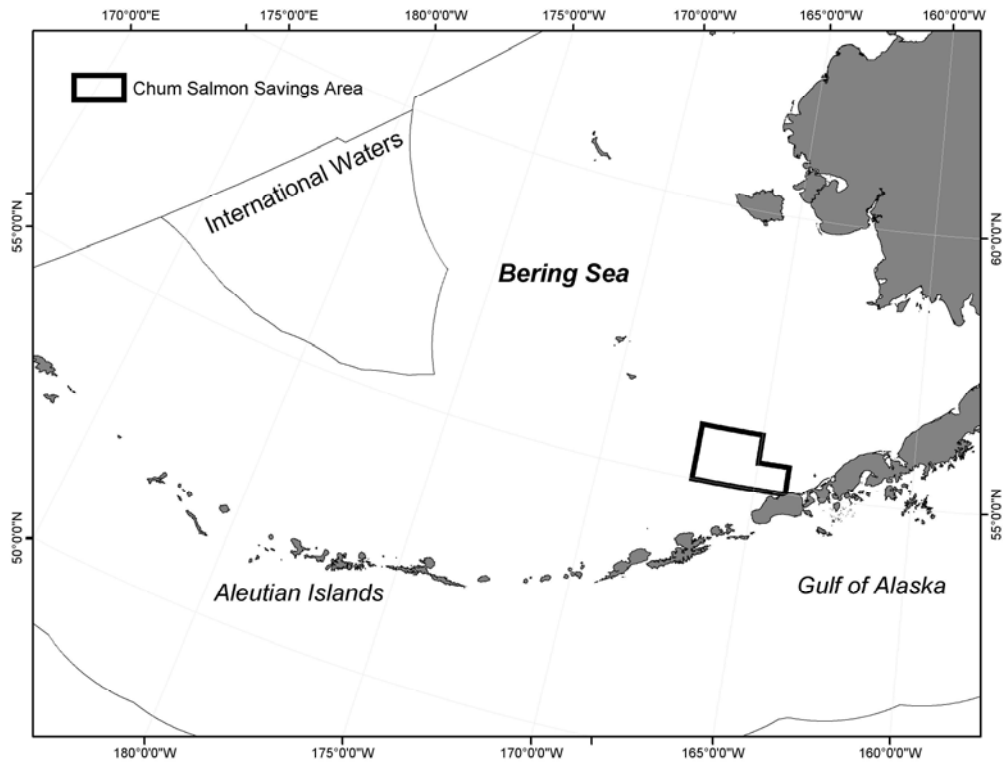 170°0'0"E 175°0'0"E 180°0'0"W 175°0'0"W 170°0'0"W 165°0'0"W 160°0'0"W
Chum Salmon Savings Area
International Waters
55°0'0"N
60°0'0"N
Bering Sea
50°0'0"N
55°0'0"N
Aleutian Islands
Gulf of Alaska
180°0'0"W 175°0'0"W 170°0'0"W 165°0'0"W 160°0'0"W